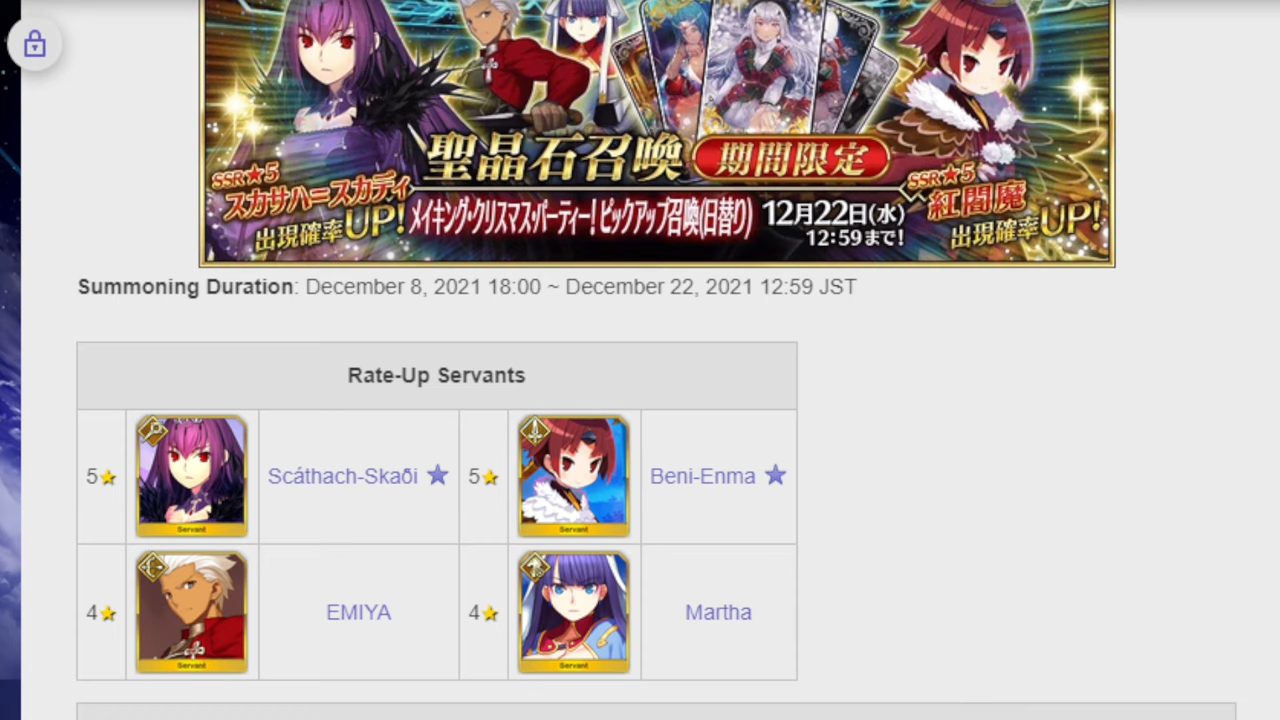 聖晶石召喚 期間限定
SSR★5
スカサハ=スカディ
出現確率UP!
メイキング・クリスマス・パーティー!ピックアップ召喚(日替り)
12月22日(水)
12:59まで!
SSR★5
紅閻魔
出現確率UP!
Summoning Duration: December 8, 2021 18:00 ~ December 22, 2021 12:59 JST
Rate-Up Servants
5★ Servant Scáthach-Skaði ★ 5★ Servant Beni-Enma ★
4★ Servant EMIYA 4★ Servant Martha